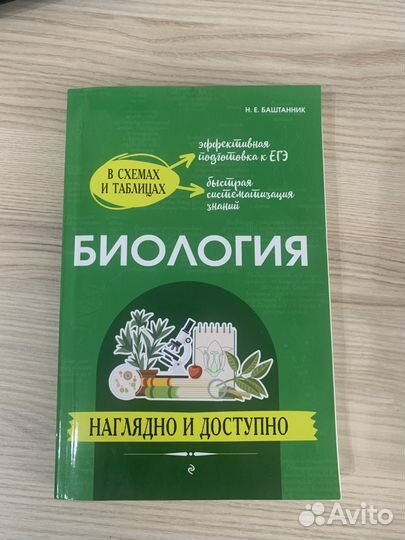 Н. Е. БАШТАННИК
В СХЕМАХ
И ТАБЛИЦАХ
эффективная
подготовка к ЕГЭ
быстрая
систематизация
знаний
БИОЛОГИЯ
НАГЛЯДНО И ДОСТУПНО
Avito